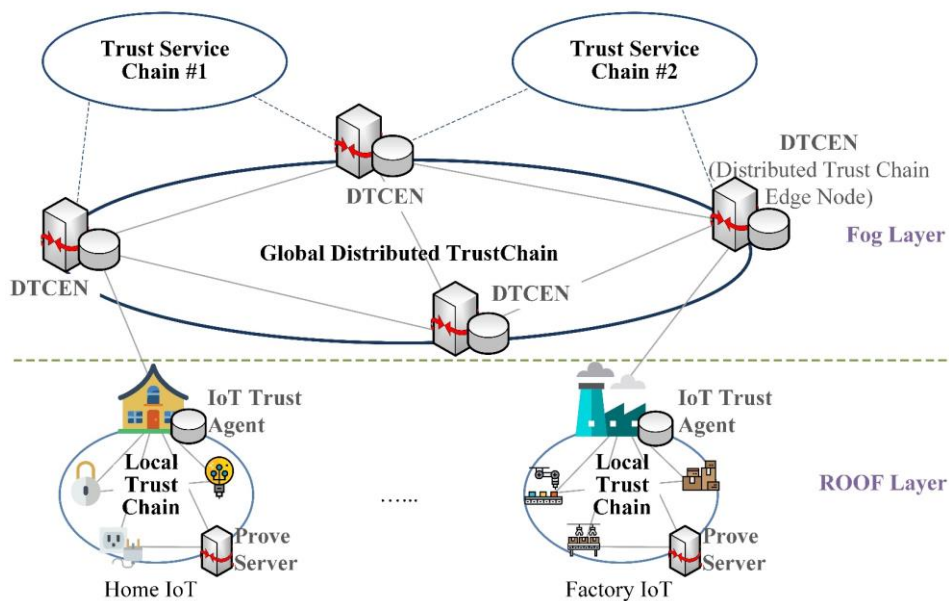 Trust Service
Chain #1
Trust Service
Chain #2
DTCEN
(Distributed Trust Chain
Edge Node)
DTCEN
Fog Layer
Global Distributed TrustChain
DTCEN
DTCEN
IoT Trust
Agent
IoT Trust
Agent
Local
Trust
Chain
......
Local
Trust
Chain
ROOF Layer
Prove
Server
Prove
Server
Home IoT
Factory IoT